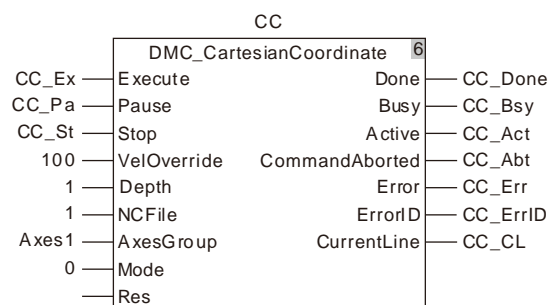 CC
DMC_CartesianCoordinate 6
CC_Ex Execute Done CC_Done
CC_Pa Pause Busy CC_Bsy
CC_St Stop Active CC_Act
100 VelOverride CommandAborted CC_Abt
1 Depth Error CC_Err
1 NCFile ErrorID CC_ErrID
Axes1 AxesGroup CurrentLine CC_CL
0 Mode
Res